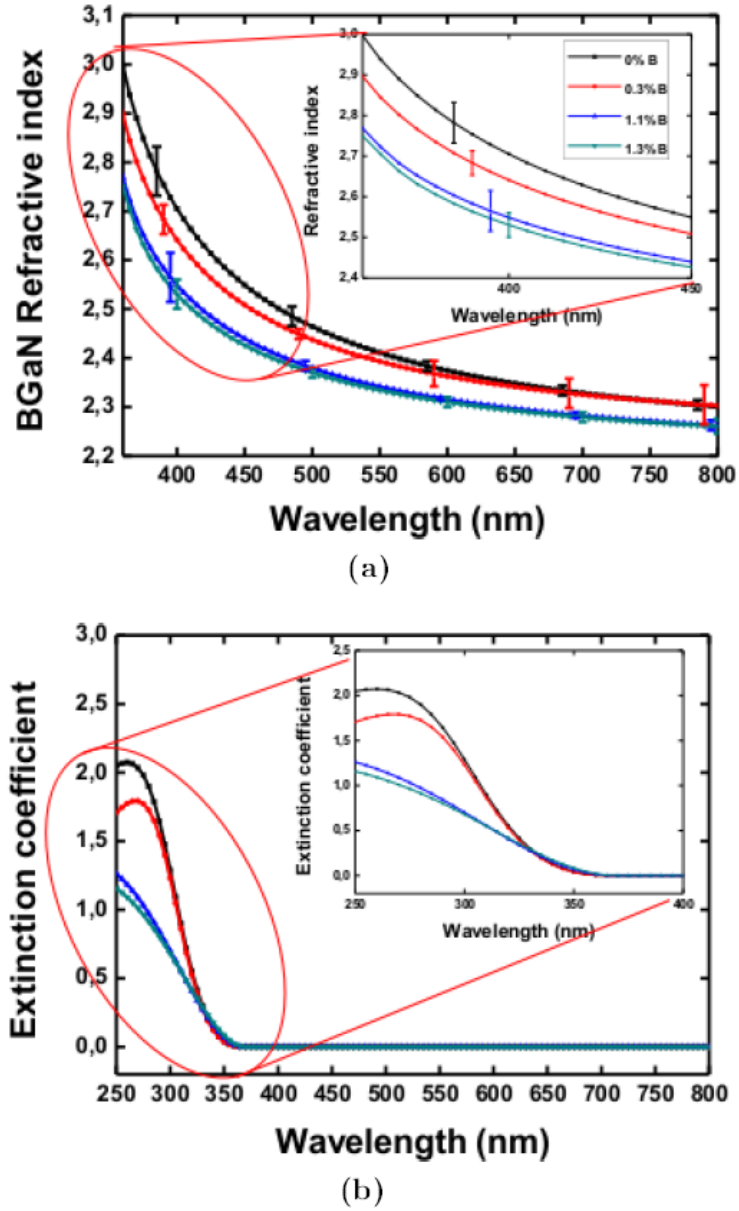 BGaN Refractive index
3,1
3,0
2,9
2,8
2,7
2,6
2,5
2,4
2,3
2,2
400 450 500 550 600 650 700 750 800
Wavelength (nm)
Refractive index
3,0
2,9
2,8
2,7
2,6
2,5
2,4
400 450
Wavelength (nm)
0% B
0.3%B
1.1%B
1.3%B
(a)
Extinction coefficient
3,0
2,5
2,0
1,5
1,0
0,5
0,0
250 300 350 400 450 500 550 600 650 700 750 800
Wavelength (nm)
Extinction coefficient
2,5
2,0
1,5
1,0
0,5
0,0
250 300 350 400
Wavelength (nm)
(b)